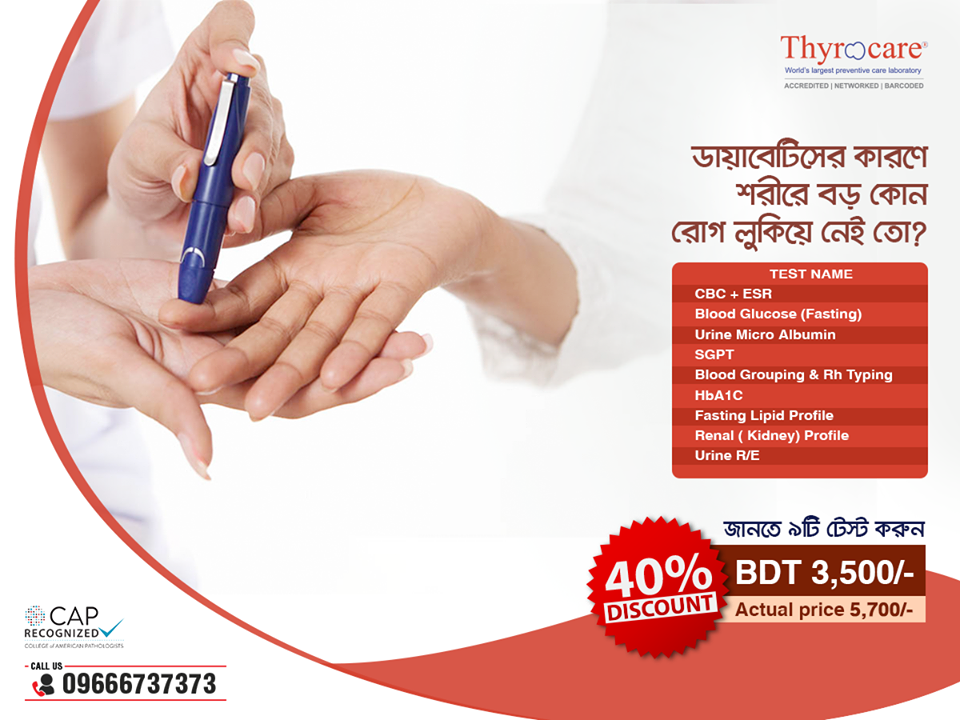 Thyrocare®
World's largest preventive care laboratory
ACCREDITED | NETWORKED | BARCODED
ডায়াবেটিসের কারণে
শরীরে বড় কোন
রোগ লুকিয়ে নেই তো?
TEST NAME
CBC + ESR
Blood Glucose (Fasting)
Urine Micro Albumin
SGPT
Blood Grouping & Rh Typing
HbA1C
Fasting Lipid Profile
Renal ( Kidney) Profile
Urine R/E
জানতে ৯টি টেস্ট করুন
40%
DISCOUNT
BDT 3,500/-
Actual price 5,700/-
CAP
RECOGNIZED
COLLEGE of AMERICAN PATHOLOGISTS
CALL US
09666737373